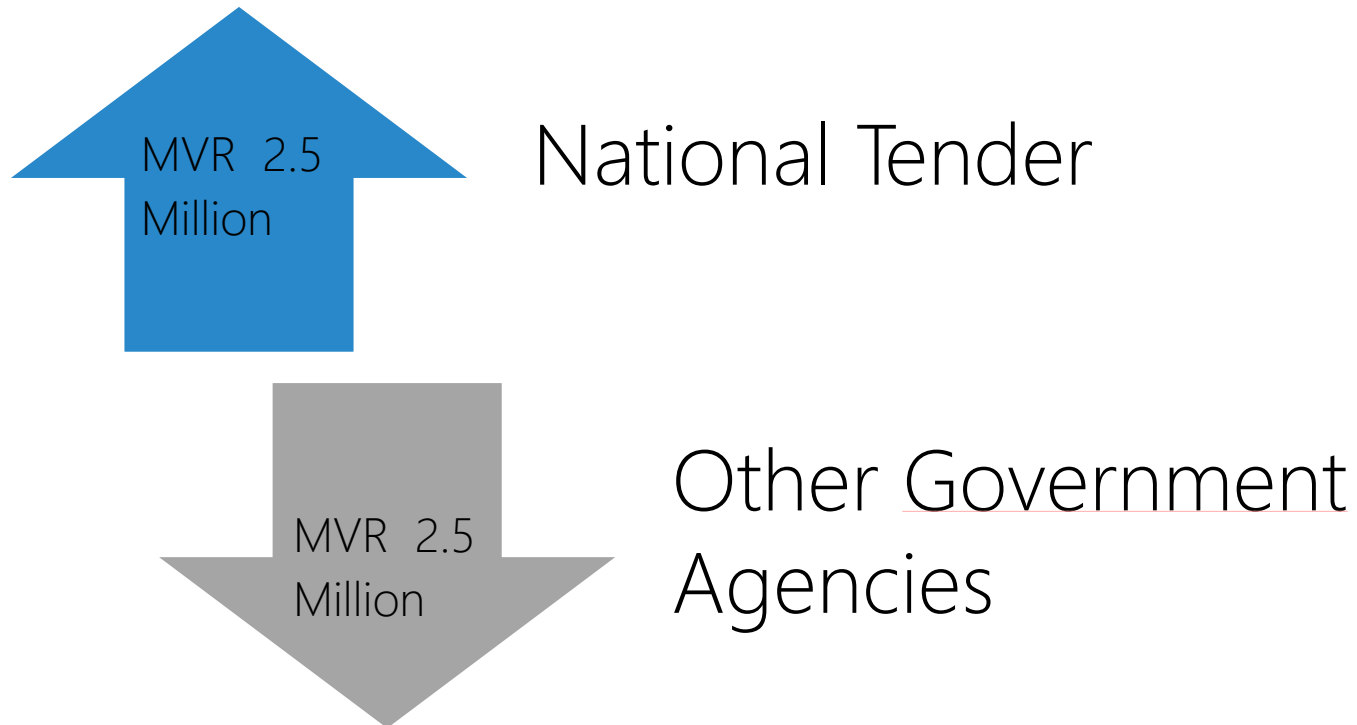 MVR 2.5
Million
National Tender
MVR 2.5
Million
Other Government
Agencies